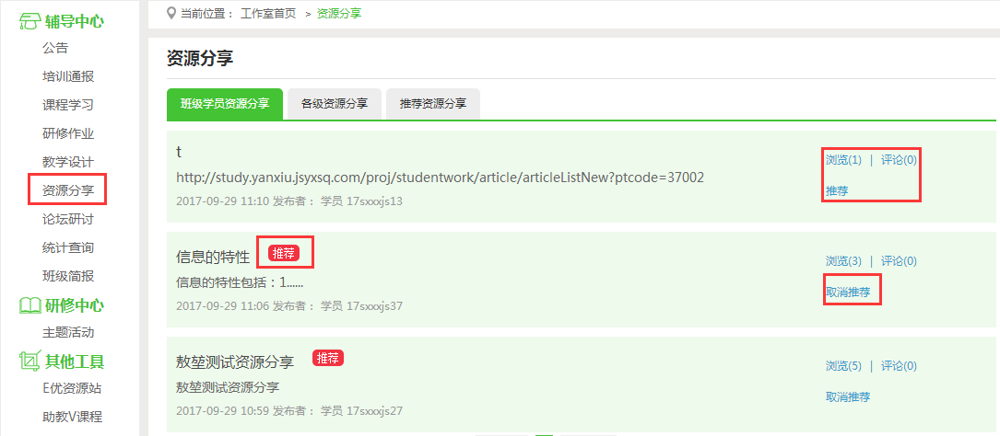 辅导中心
公告
培训通报
课程学习
研修作业
教学设计
资源分享
论坛研讨
统计查询
班级简报
研修中心
主题活动
其他工具
E优资源站
助教V课程
当前位置： 工作室首页 > 资源分享
资源分享
班级学员资源分享 各级资源分享 推荐资源分享
t
http://study.yanxiu.jsyxsq.com/proj/studentwork/article/articleListNew?ptcode=37002
2017-09-29 11:10 发布者： 学员 17sxxxjs13
浏览(1) | 评论(0)
推荐
信息的特性 推荐
信息的特性包括：1......
2017-09-29 11:06 发布者： 学员 17sxxxjs37
浏览(3) | 评论(0)
取消推荐
敖堃测试资源分享 推荐
敖堃测试资源分享
2017-09-29 10:59 发布者： 学员 17sxxxjs27
浏览(5) | 评论(0)
取消推荐